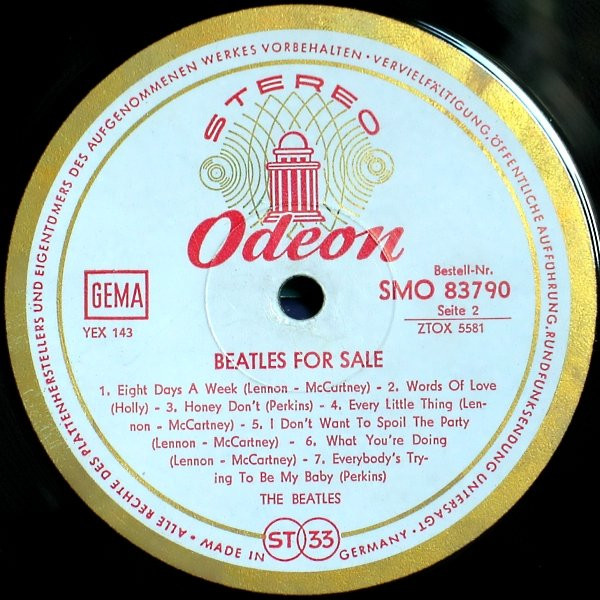 ALLE RECHTE DES PLATTENHERSTELLERS UND EIGENTÜMERS DES AUFGENOMMENEN WERKES VORBEHALTEN · VERVIELFÄLTIGUNG, ÖFFENTLICHE AUFFÜHRUNG, RUNDFUNKSENDUNG UNTERSAGT ·
STEREO
Odeon
GEMA
YEX 143
Bestell-Nr.
SMO 83790
Seite 2
ZTOX 5581
BEATLES FOR SALE
1. Eight Days A Week (Lennon - McCartney) - 2. Words Of Love
(Holly) - 3. Honey Don't (Perkins) - 4. Every Little Thing (Len-
non - McCartney) - 5. I Don't Want To Spoil The Party
(Lennon - McCartney) - 6. What You're Doing
(Lennon - McCartney) - 7. Everybody's Try-
ing To Be My Baby (Perkins)
THE BEATLES
MADE IN GERMANY
ST 33